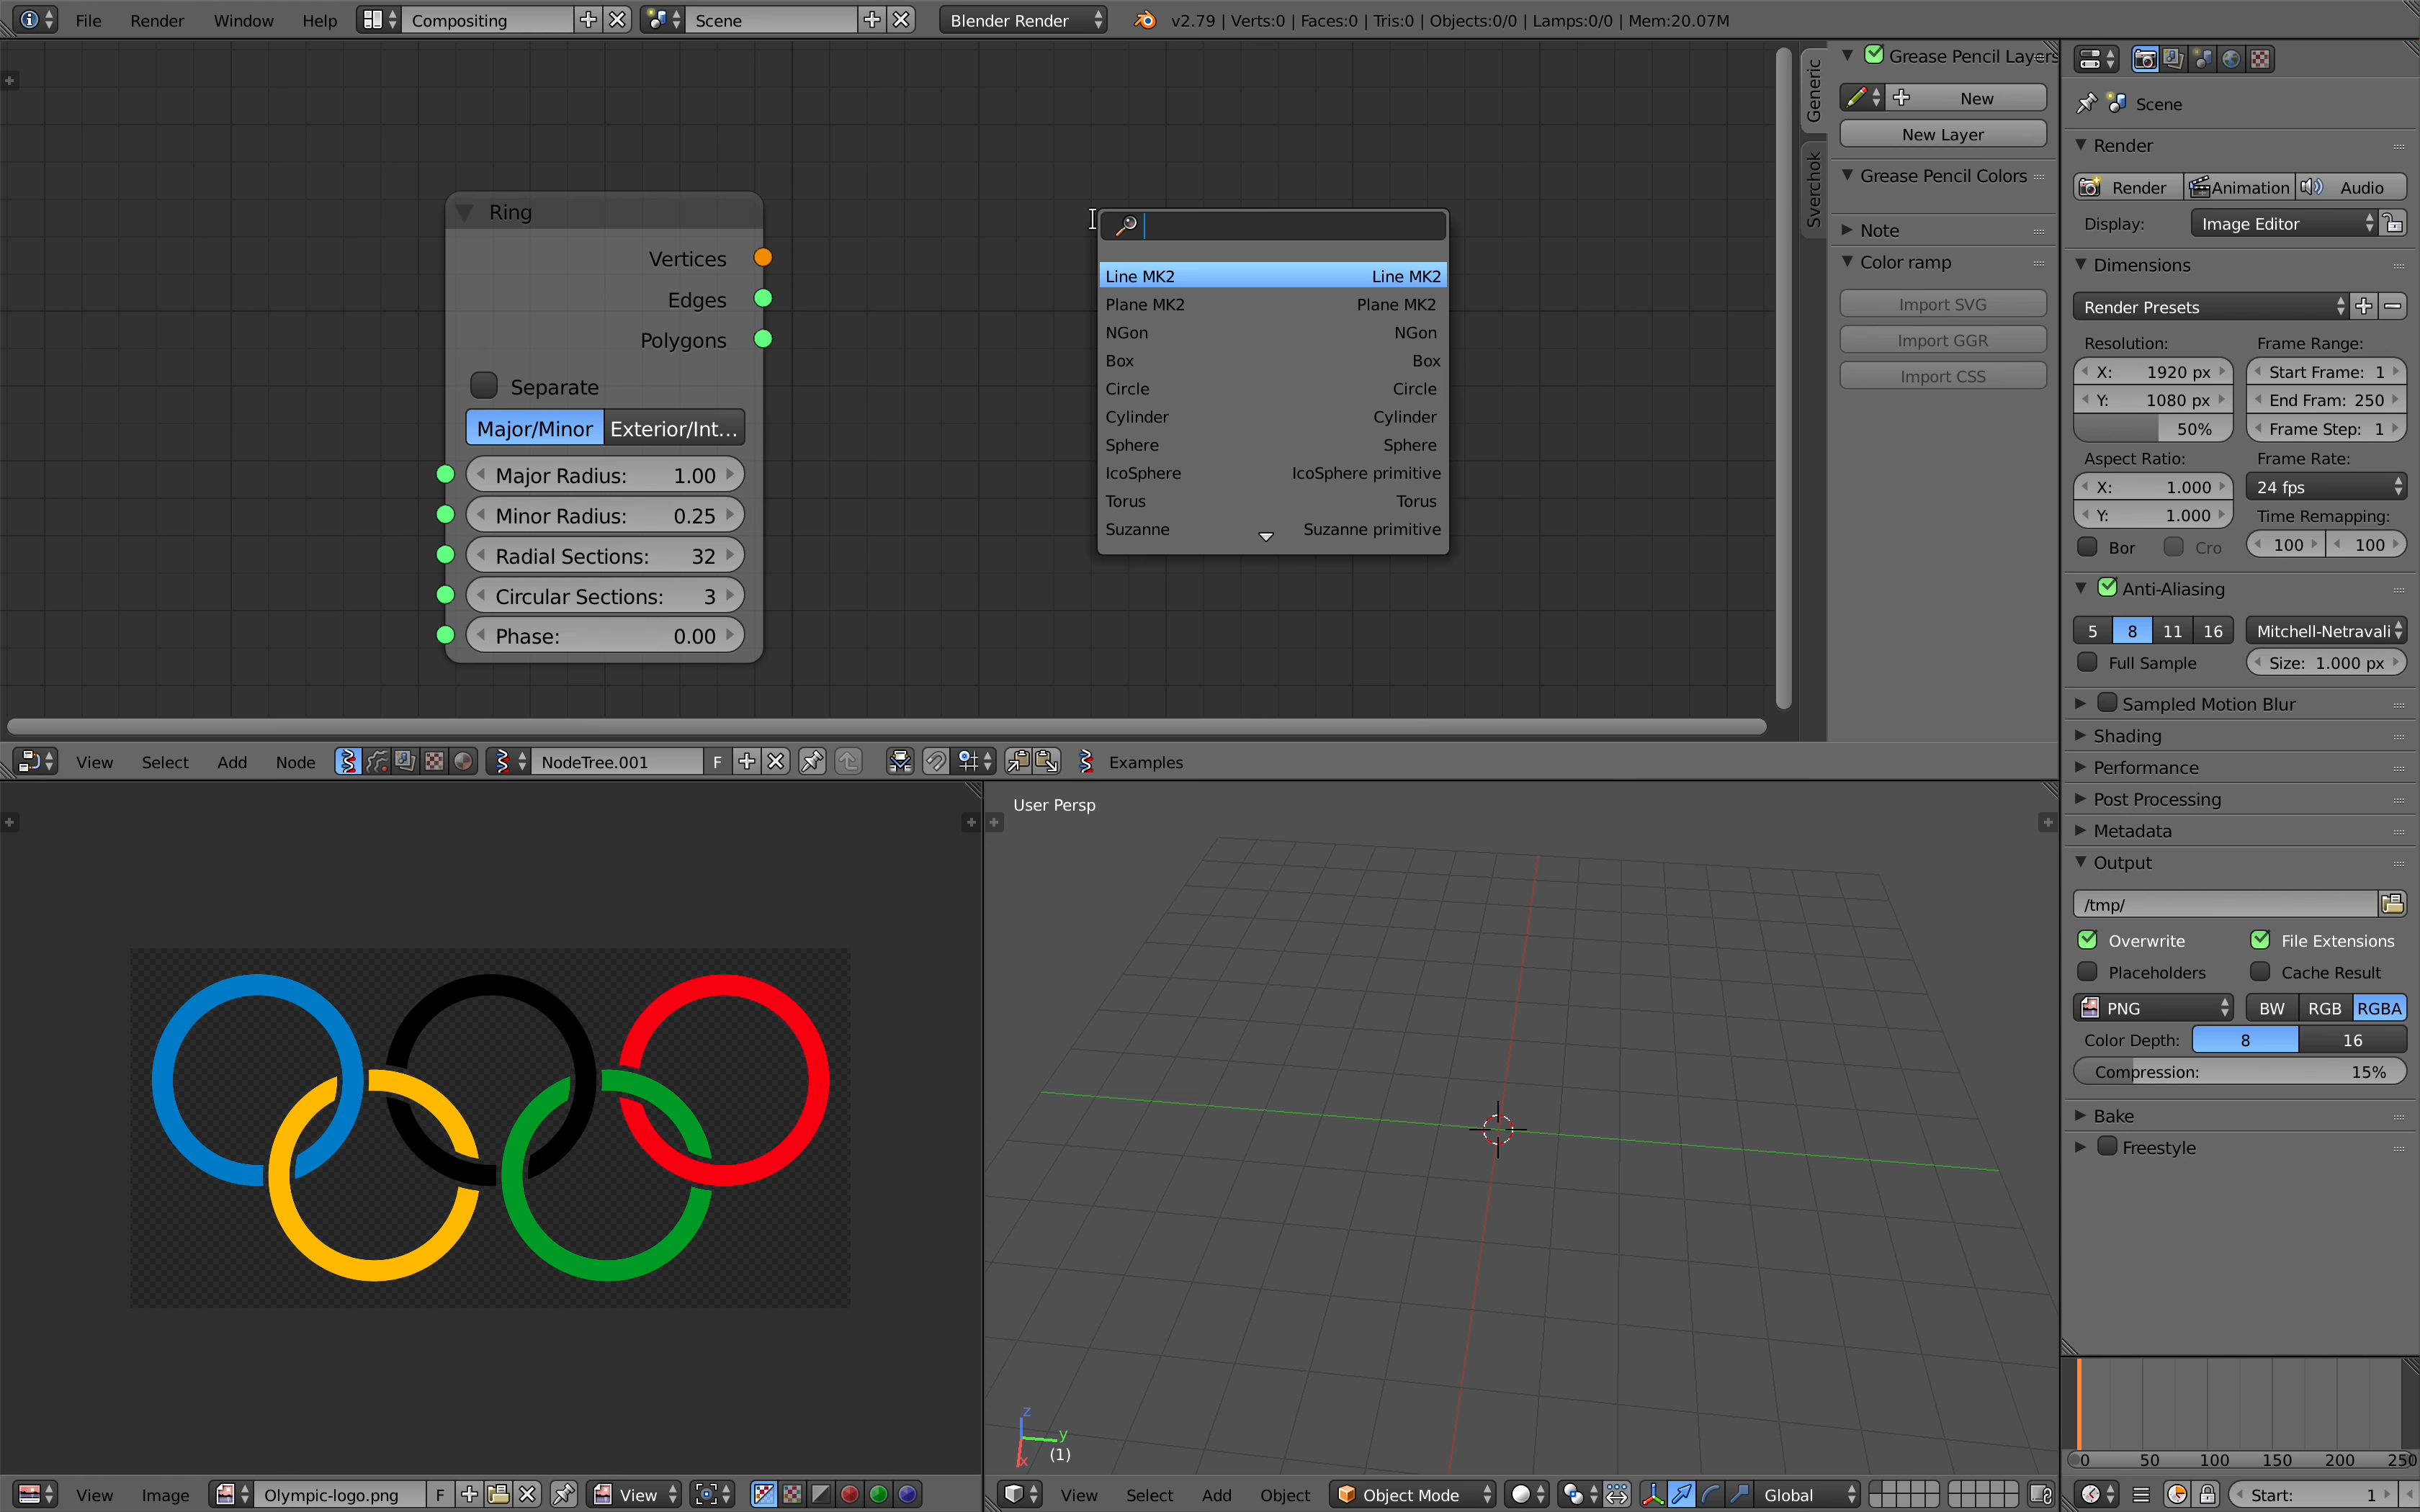 File Render Window Help Compositing Scene Blender Render v2.79 | Verts:0 | Faces:0 | Tris:0 | Objects:0/0 | Lamps:0/0 | Mem:20.07M
Ring
Vertices
Edges
Polygons
Separate
Major/Minor Exterior/Int...
Major Radius: 1.00
Minor Radius: 0.25
Radial Sections: 32
Circular Sections: 3
Phase: 0.00
Line MK2 Line MK2
Plane MK2 Plane MK2
NGon NGon
Box Box
Circle Circle
Cylinder Cylinder
Sphere Sphere
IcoSphere IcoSphere primitive
Torus Torus
Suzanne Suzanne primitive
Generic
Sverchok
Grease Pencil Layers
New
New Layer
Grease Pencil Colors
Note
Color ramp
Import SVG
Import GGR
Import CSS
View Select Add Node NodeTree.001 F Examples
User Persp
z
y
x
(1)
View Image Olympic-logo.png F View
View Select Add Object Object Mode Global
Scene
Render
Render Animation Audio
Display: Image Editor
Dimensions
Render Presets
Resolution: Frame Range:
X: 1920 px Start Frame: 1
Y: 1080 px End Fram: 250
50% Frame Step: 1
Aspect Ratio: Frame Rate:
X: 1.000 24 fps
Y: 1.000 Time Remapping:
Bor Cro 100 100
Anti-Aliasing
5 8 11 16 Mitchell-Netravali
Full Sample Size: 1.000 px
Sampled Motion Blur
Shading
Performance
Post Processing
Metadata
Output
/tmp/
Overwrite File Extensions
Placeholders Cache Result
PNG BW RGB RGBA
Color Depth: 8 16
Compression: 15%
Bake
Freestyle
0 50 100 150 200 250
Start: 1